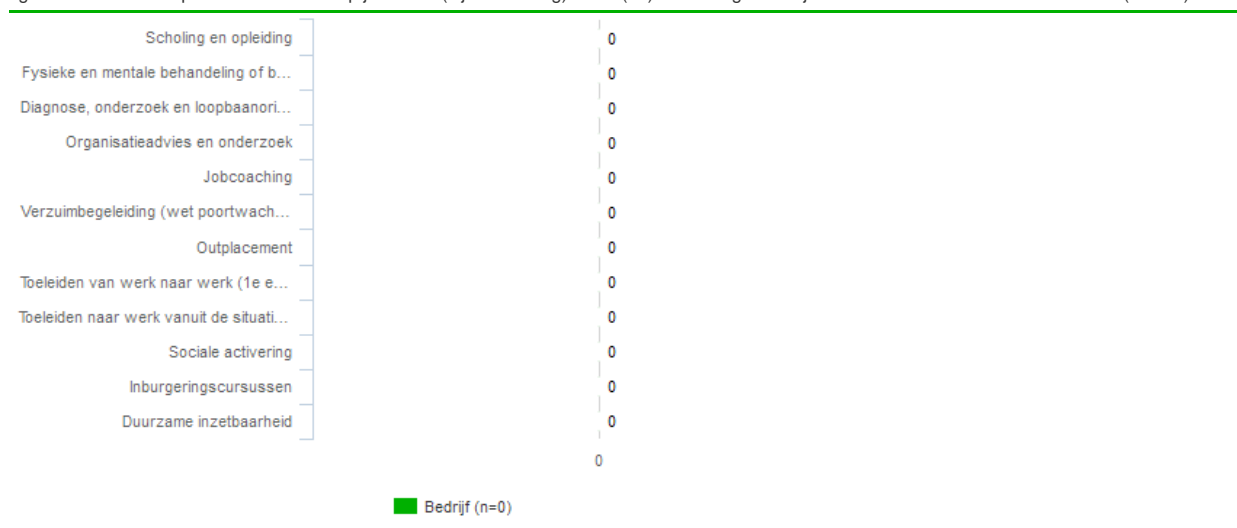 Scholing en opleiding 0
Fysieke en mentale behandeling of b... 0
Diagnose, onderzoek en loopbaanori... 0
Organisatieadvies en onderzoek 0
Jobcoaching 0
Verzuimbegeleiding (wet poortwach... 0
Outplacement 0
Toeleiden van werk naar werk (1e e... 0
Toeleiden naar werk vanuit de situati... 0
Sociale activering 0
Inburgeringscursussen 0
Duurzame inzetbaarheid 0
0
Bedrijf (n=0)